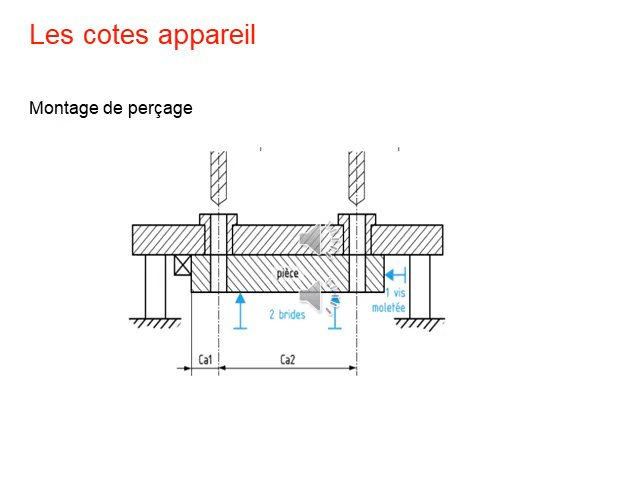 Les cotes appareil
Montage de perçage
pièce
1 vis
moletée
2 brides
Ca1
Ca2